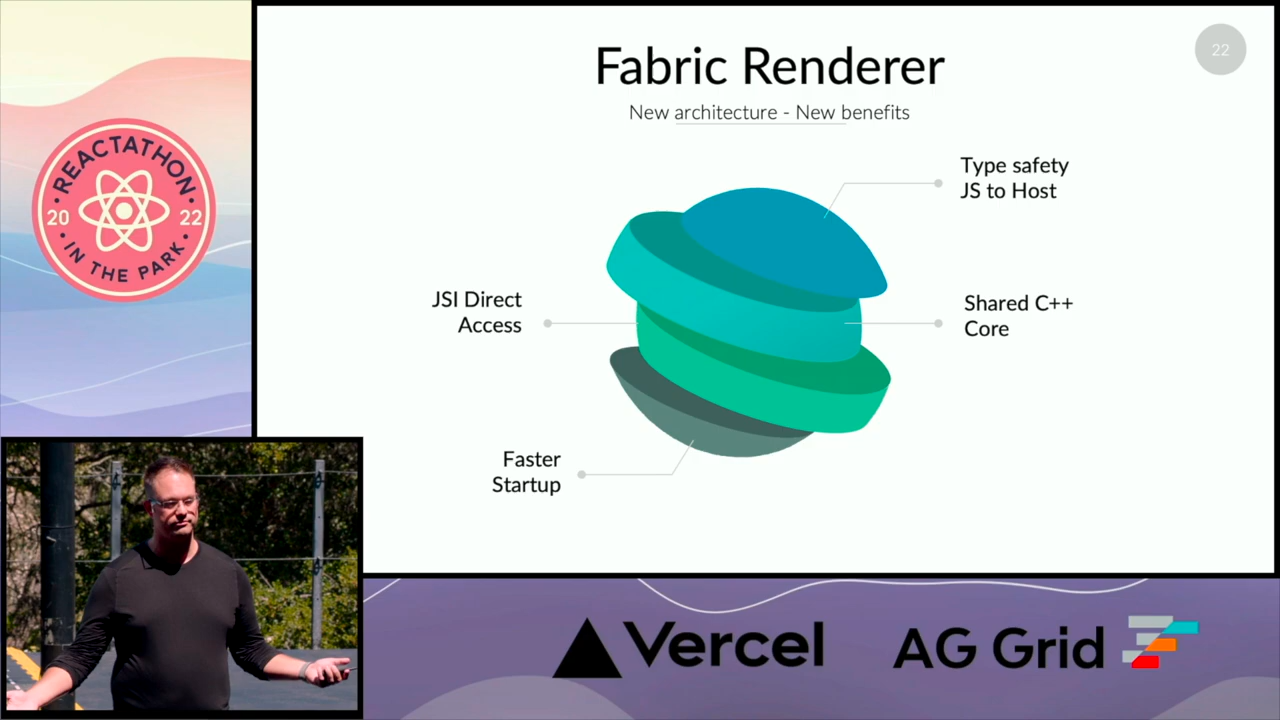 REACTATHON
20 22
IN THE PARK
Fabric Renderer
22
New architecture - New benefits
Type safety
JS to Host
JSI Direct
Access
Shared C++
Core
Faster
Startup
Vercel
AG Grid